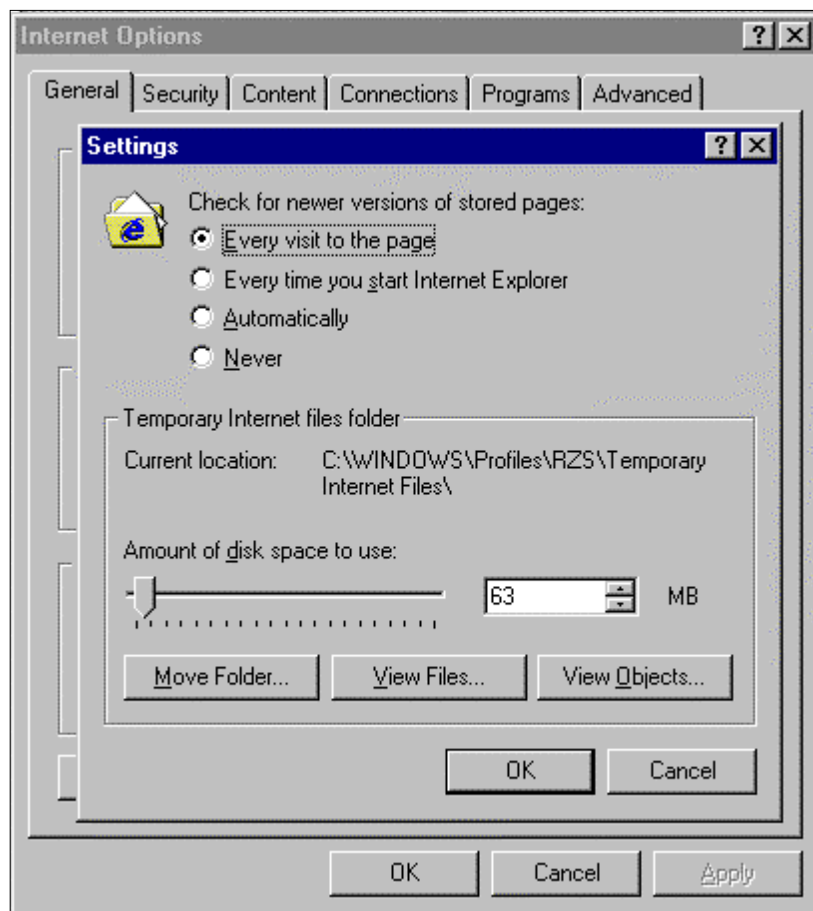 Internet Options
General Security Content Connections Programs Advanced
Settings
Check for newer versions of stored pages:
Every visit to the page
Every time you start Internet Explorer
Automatically
Never
Temporary Internet files folder
Current location: C:\WINDOWS\Profiles\RZS\Temporary
Internet Files\
Amount of disk space to use:
63 MB
Move Folder... View Files... View Objects...
OK Cancel
OK Cancel Apply